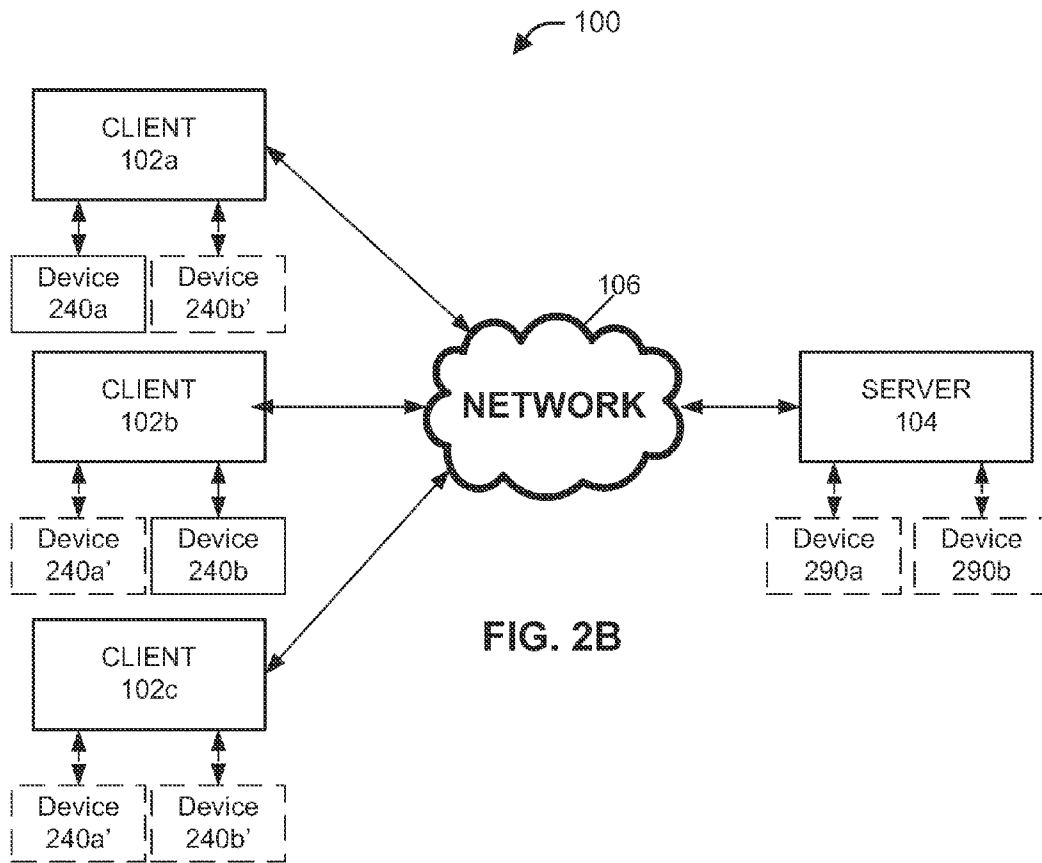 100
CLIENT
102a
Device
240a
Device
240b’
106
CLIENT
102b
NETWORK
SERVER
104
Device
240a’
Device
240b
Device
290a
Device
290b
FIG. 2B
CLIENT
102c
Device
240a’
Device
240b’